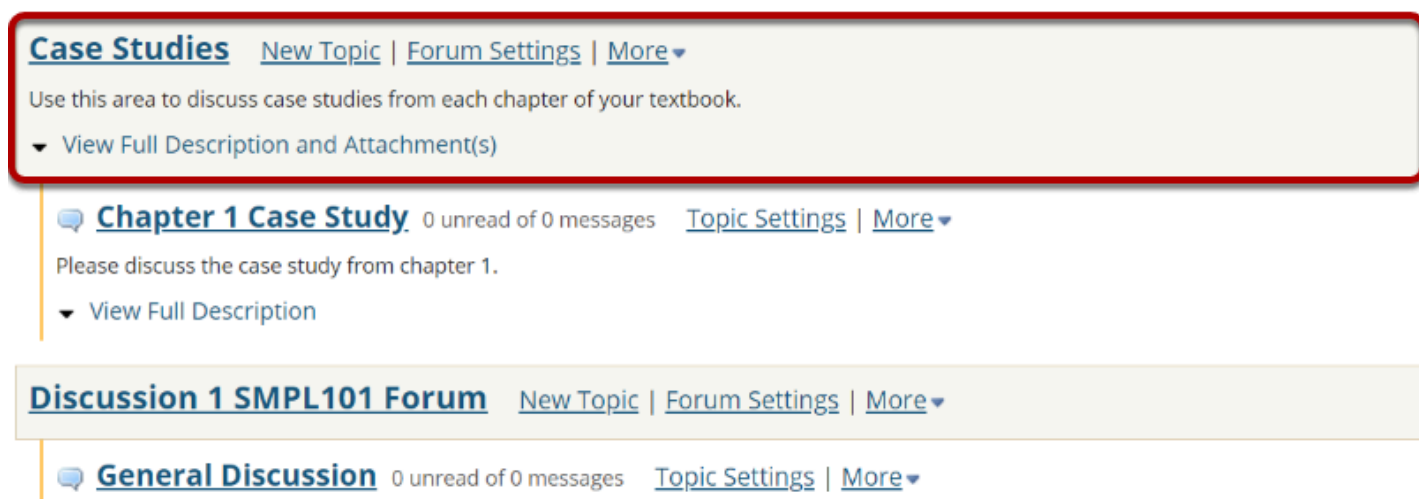 Case Studies New Topic | Forum Settings | More
Use this area to discuss case studies from each chapter of your textbook.
View Full Description and Attachment(s)
Chapter 1 Case Study 0 unread of 0 messages Topic Settings | More
Please discuss the case study from chapter 1.
View Full Description
Discussion 1 SMPL101 Forum New Topic | Forum Settings | More
General Discussion 0 unread of 0 messages Topic Settings | More